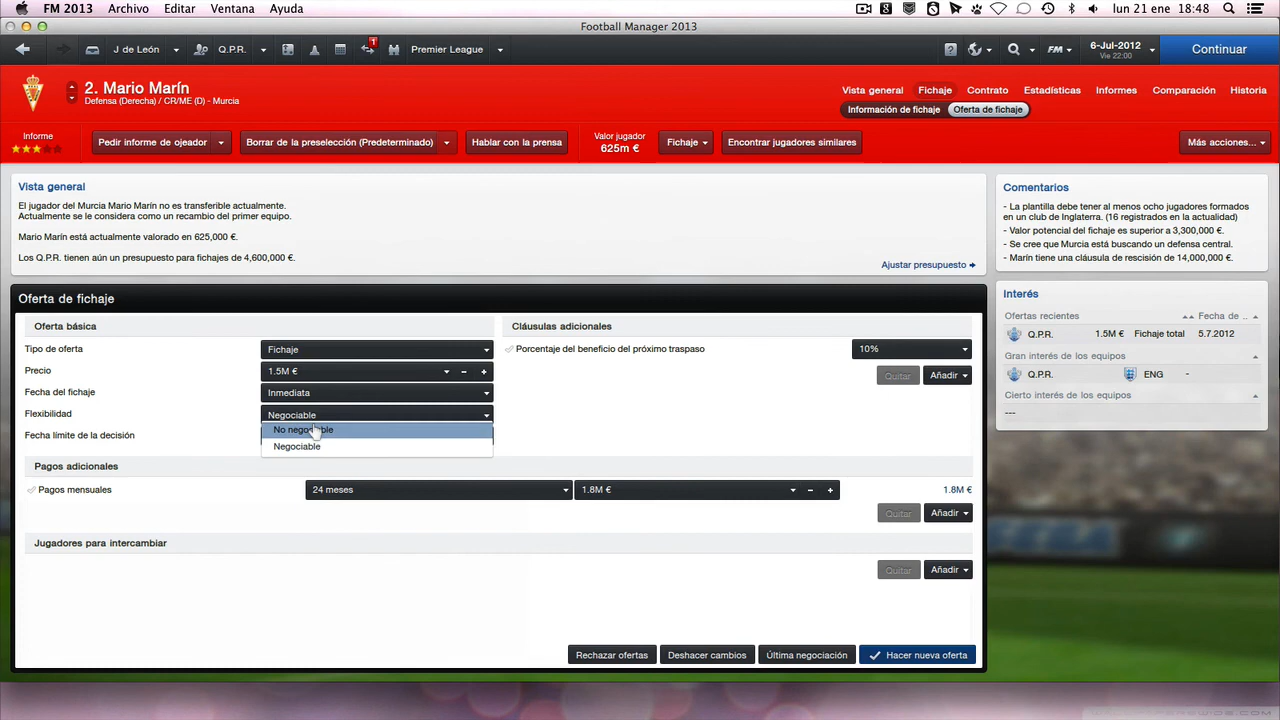 FM 2013 Archivo Editar Ventana Ayuda
lun 21 ene 18:48
Football Manager 2013
J de León Q.P.R. 1 Premier League FM 6-Jul-2012 Continuar
Vie 22:00
2. Mario Marín
Defensa (Derecha) / CR/ME (D) - Murcia
Vista general Fichaje Contrato Estadísticas Informes Comparación Historia
Información de fichaje Oferta de fichaje
Informe
Pedir informe de ojeador Borrar de la preselección (Predeterminado) Hablar con la prensa
Valor jugador
625m €
Fichaje Encontrar jugadores similares Más acciones...
Vista general
El jugador del Murcia Mario Marín no es transferible actualmente.
Actualmente se le considera como un recambio del primer equipo.
Mario Marín está actualmente valorado en 625,000 €.
Los Q.P.R. tienen aún un presupuesto para fichajes de 4,600,000 €.
Ajustar presupuesto
Comentarios
- La plantilla debe tener al menos ocho jugadores formados
en un club de Inglaterra. (16 registrados en la actualidad)
- Valor potencial del fichaje es superior a 3,300,000 €.
- Se cree que Murcia está buscando un defensa central.
- Marín tiene una cláusula de rescisión de 14,000,000 €.
Oferta de fichaje
Oferta básica
Tipo de oferta Fichaje
Precio 1.5M €
Fecha del fichaje Inmediata
Flexibilidad Negociable
No negociable
Negociable
Fecha límite de la decisión
Cláusulas adicionales
Porcentaje del beneficio del próximo traspaso 10%
Quitar Añadir
Pagos adicionales
Pagos mensuales 24 meses 1.8M € 1.8M €
Quitar Añadir
Jugadores para intercambiar
Quitar Añadir
Rechazar ofertas Deshacer cambios Última negociación Hacer nueva oferta
Interés
Ofertas recientes Fecha de ..
Q.P.R. 1.5M € Fichaje total 5.7.2012
Gran interés de los equipos
Q.P.R. ENG -
Cierto interés de los equipos
---